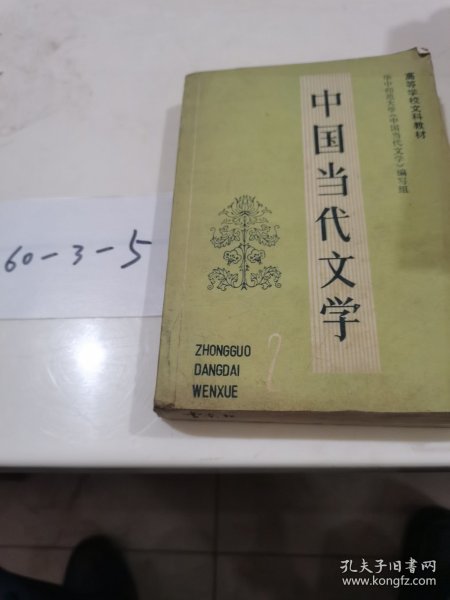 高等学校文科教材
华中师范大学《中国当代文学》编写组
中国当代文学
ZHONGGUO
DANGDAI
WENXUE
2
60-3-5
孔夫子旧书网
www.kongfz.com